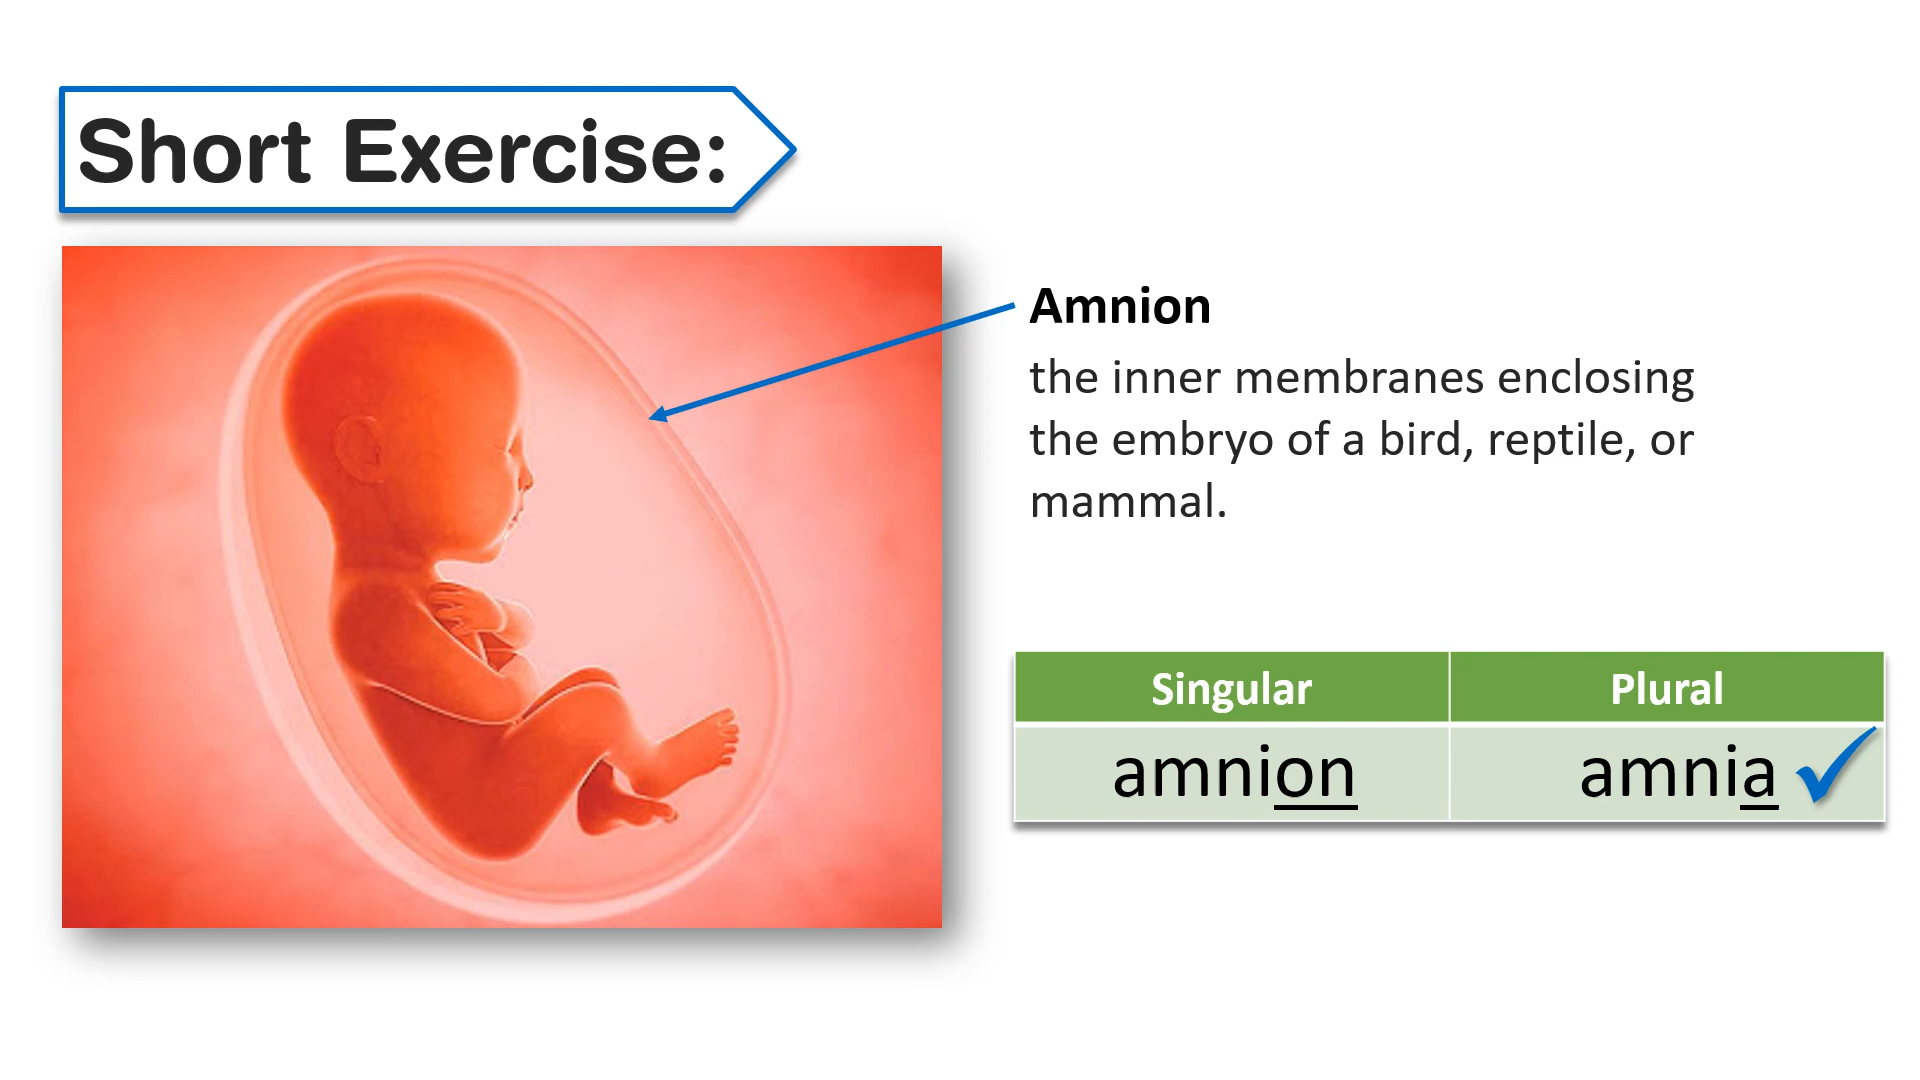 Short Exercise:
Amnion
the inner membranes enclosing
the embryo of a bird, reptile, or
mammal.
Singular Plural
amnion amnia